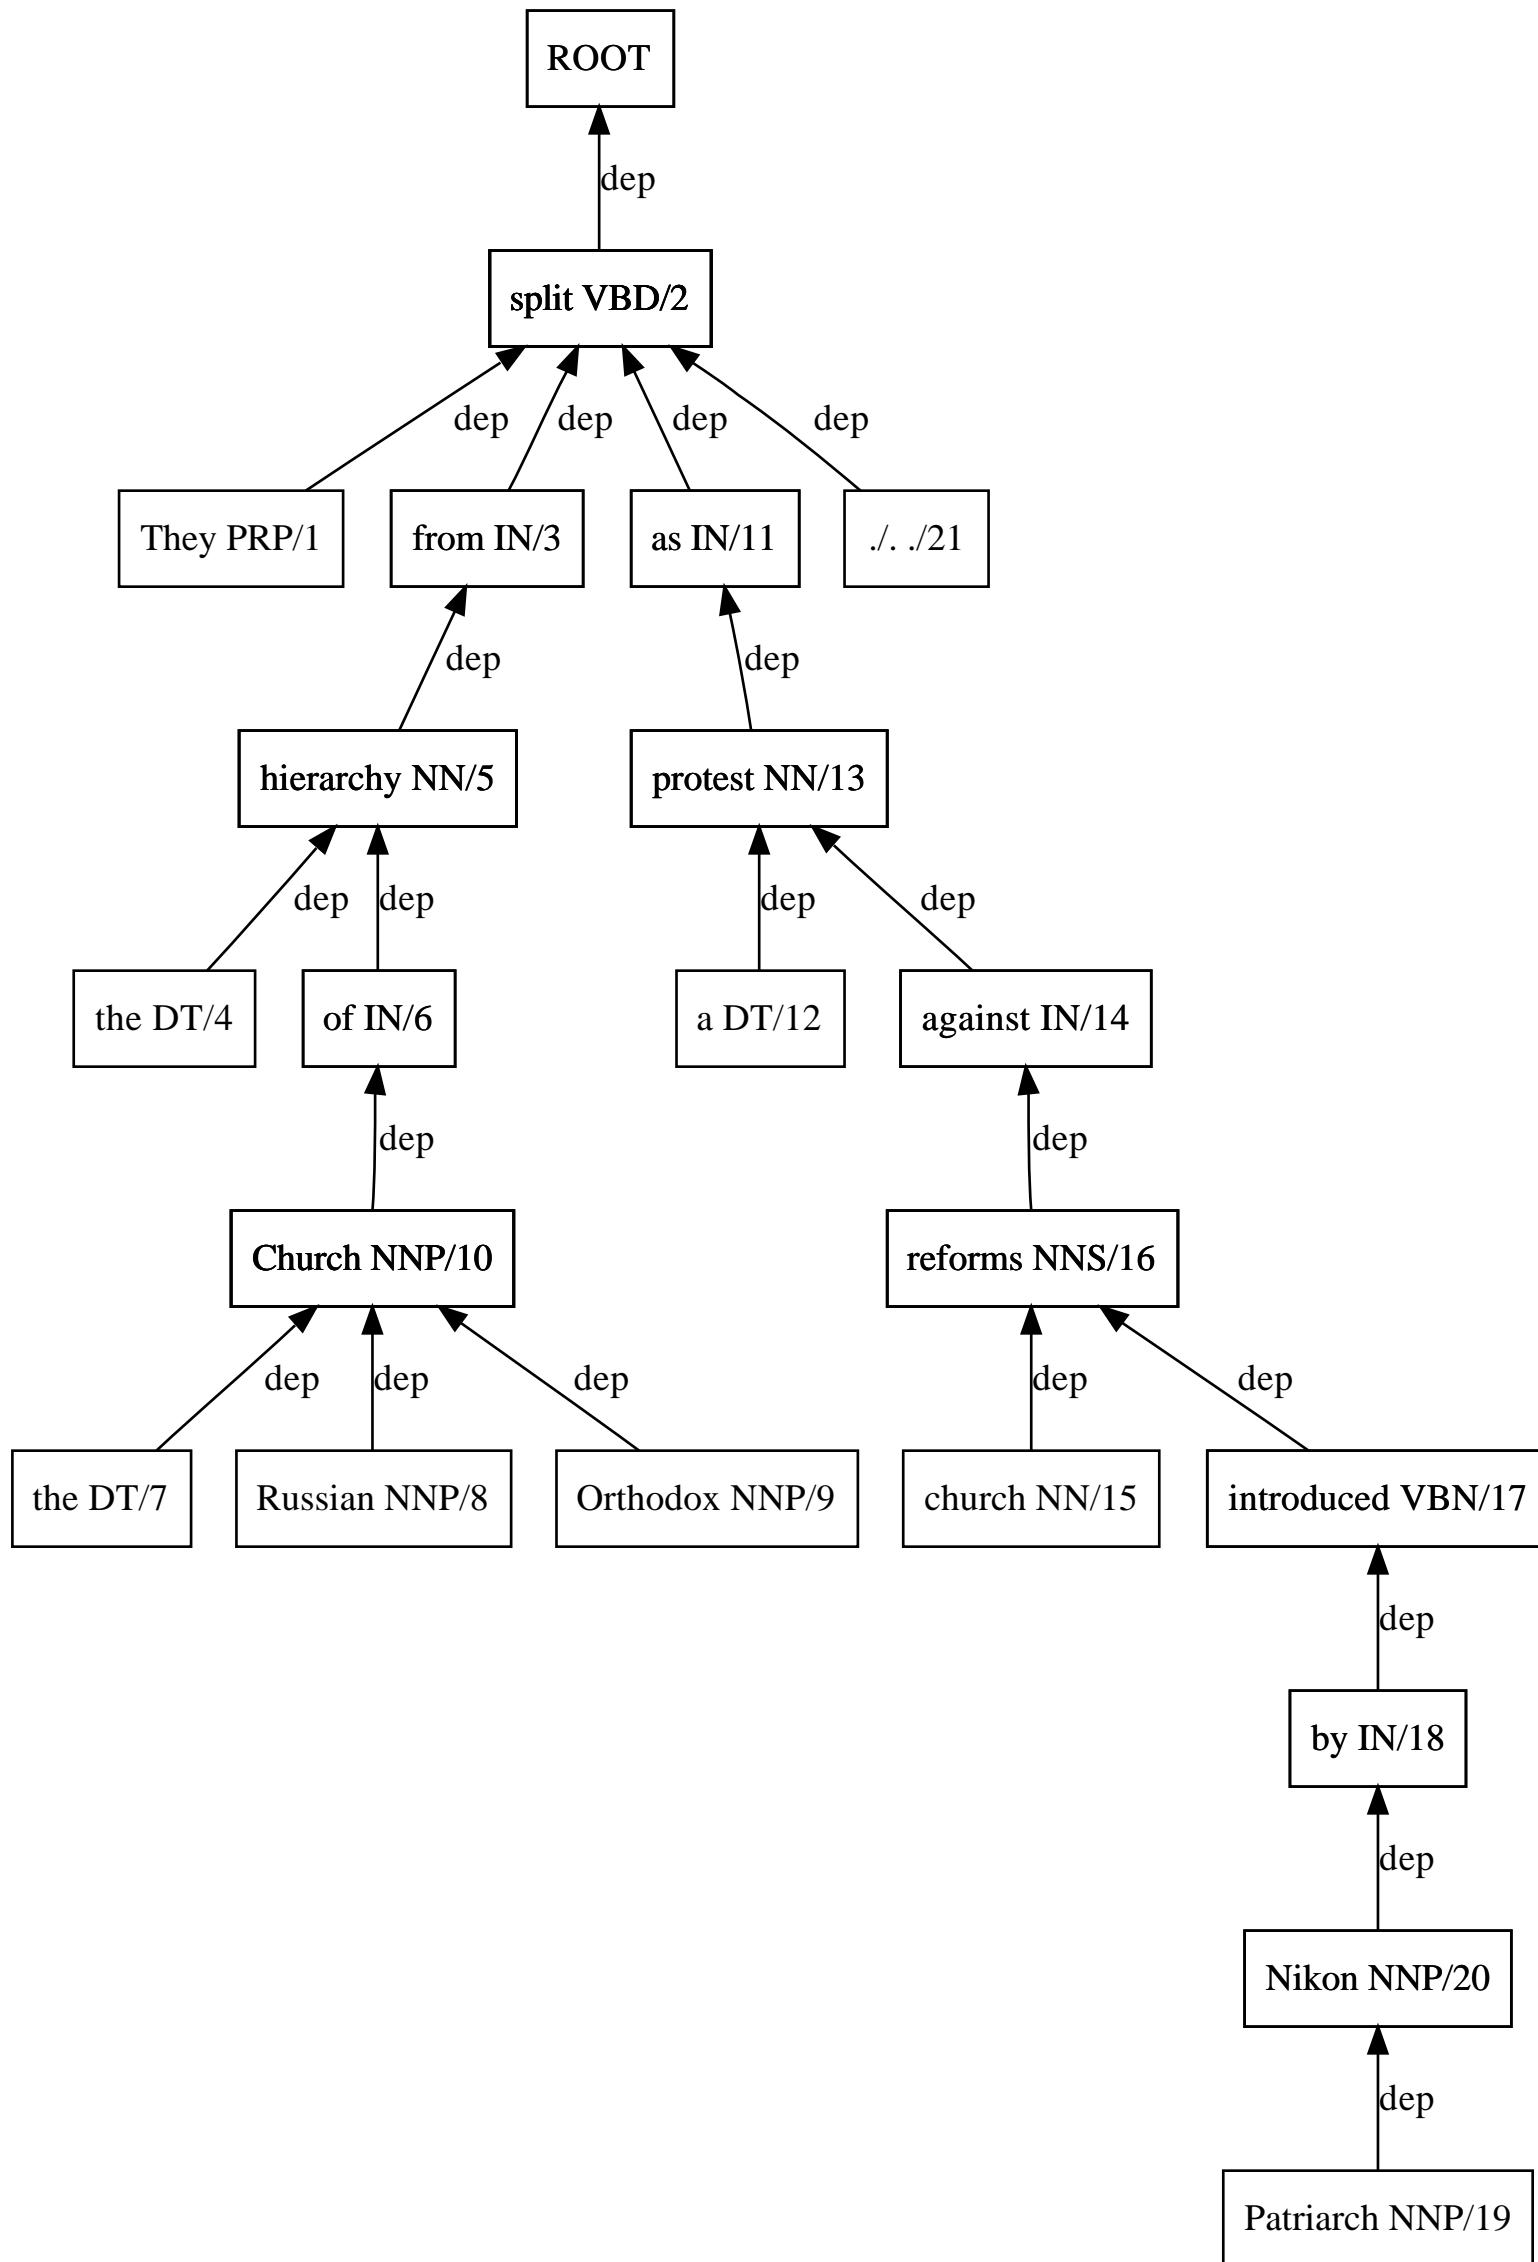 ROOT
dep
split VBD/2
dep dep dep dep
They PRP/1 from IN/3 as IN/11 ./. ./21
dep dep
hierarchy NN/5 protest NN/13
dep dep dep dep
the DT/4 of IN/6 a DT/12 against IN/14
dep dep
Church NNP/10 reforms NNS/16
dep dep dep dep dep
the DT/7 Russian NNP/8 Orthodox NNP/9 church NN/15 introduced VBN/17
dep
by IN/18
dep
Nikon NNP/20
dep
Patriarch NNP/19